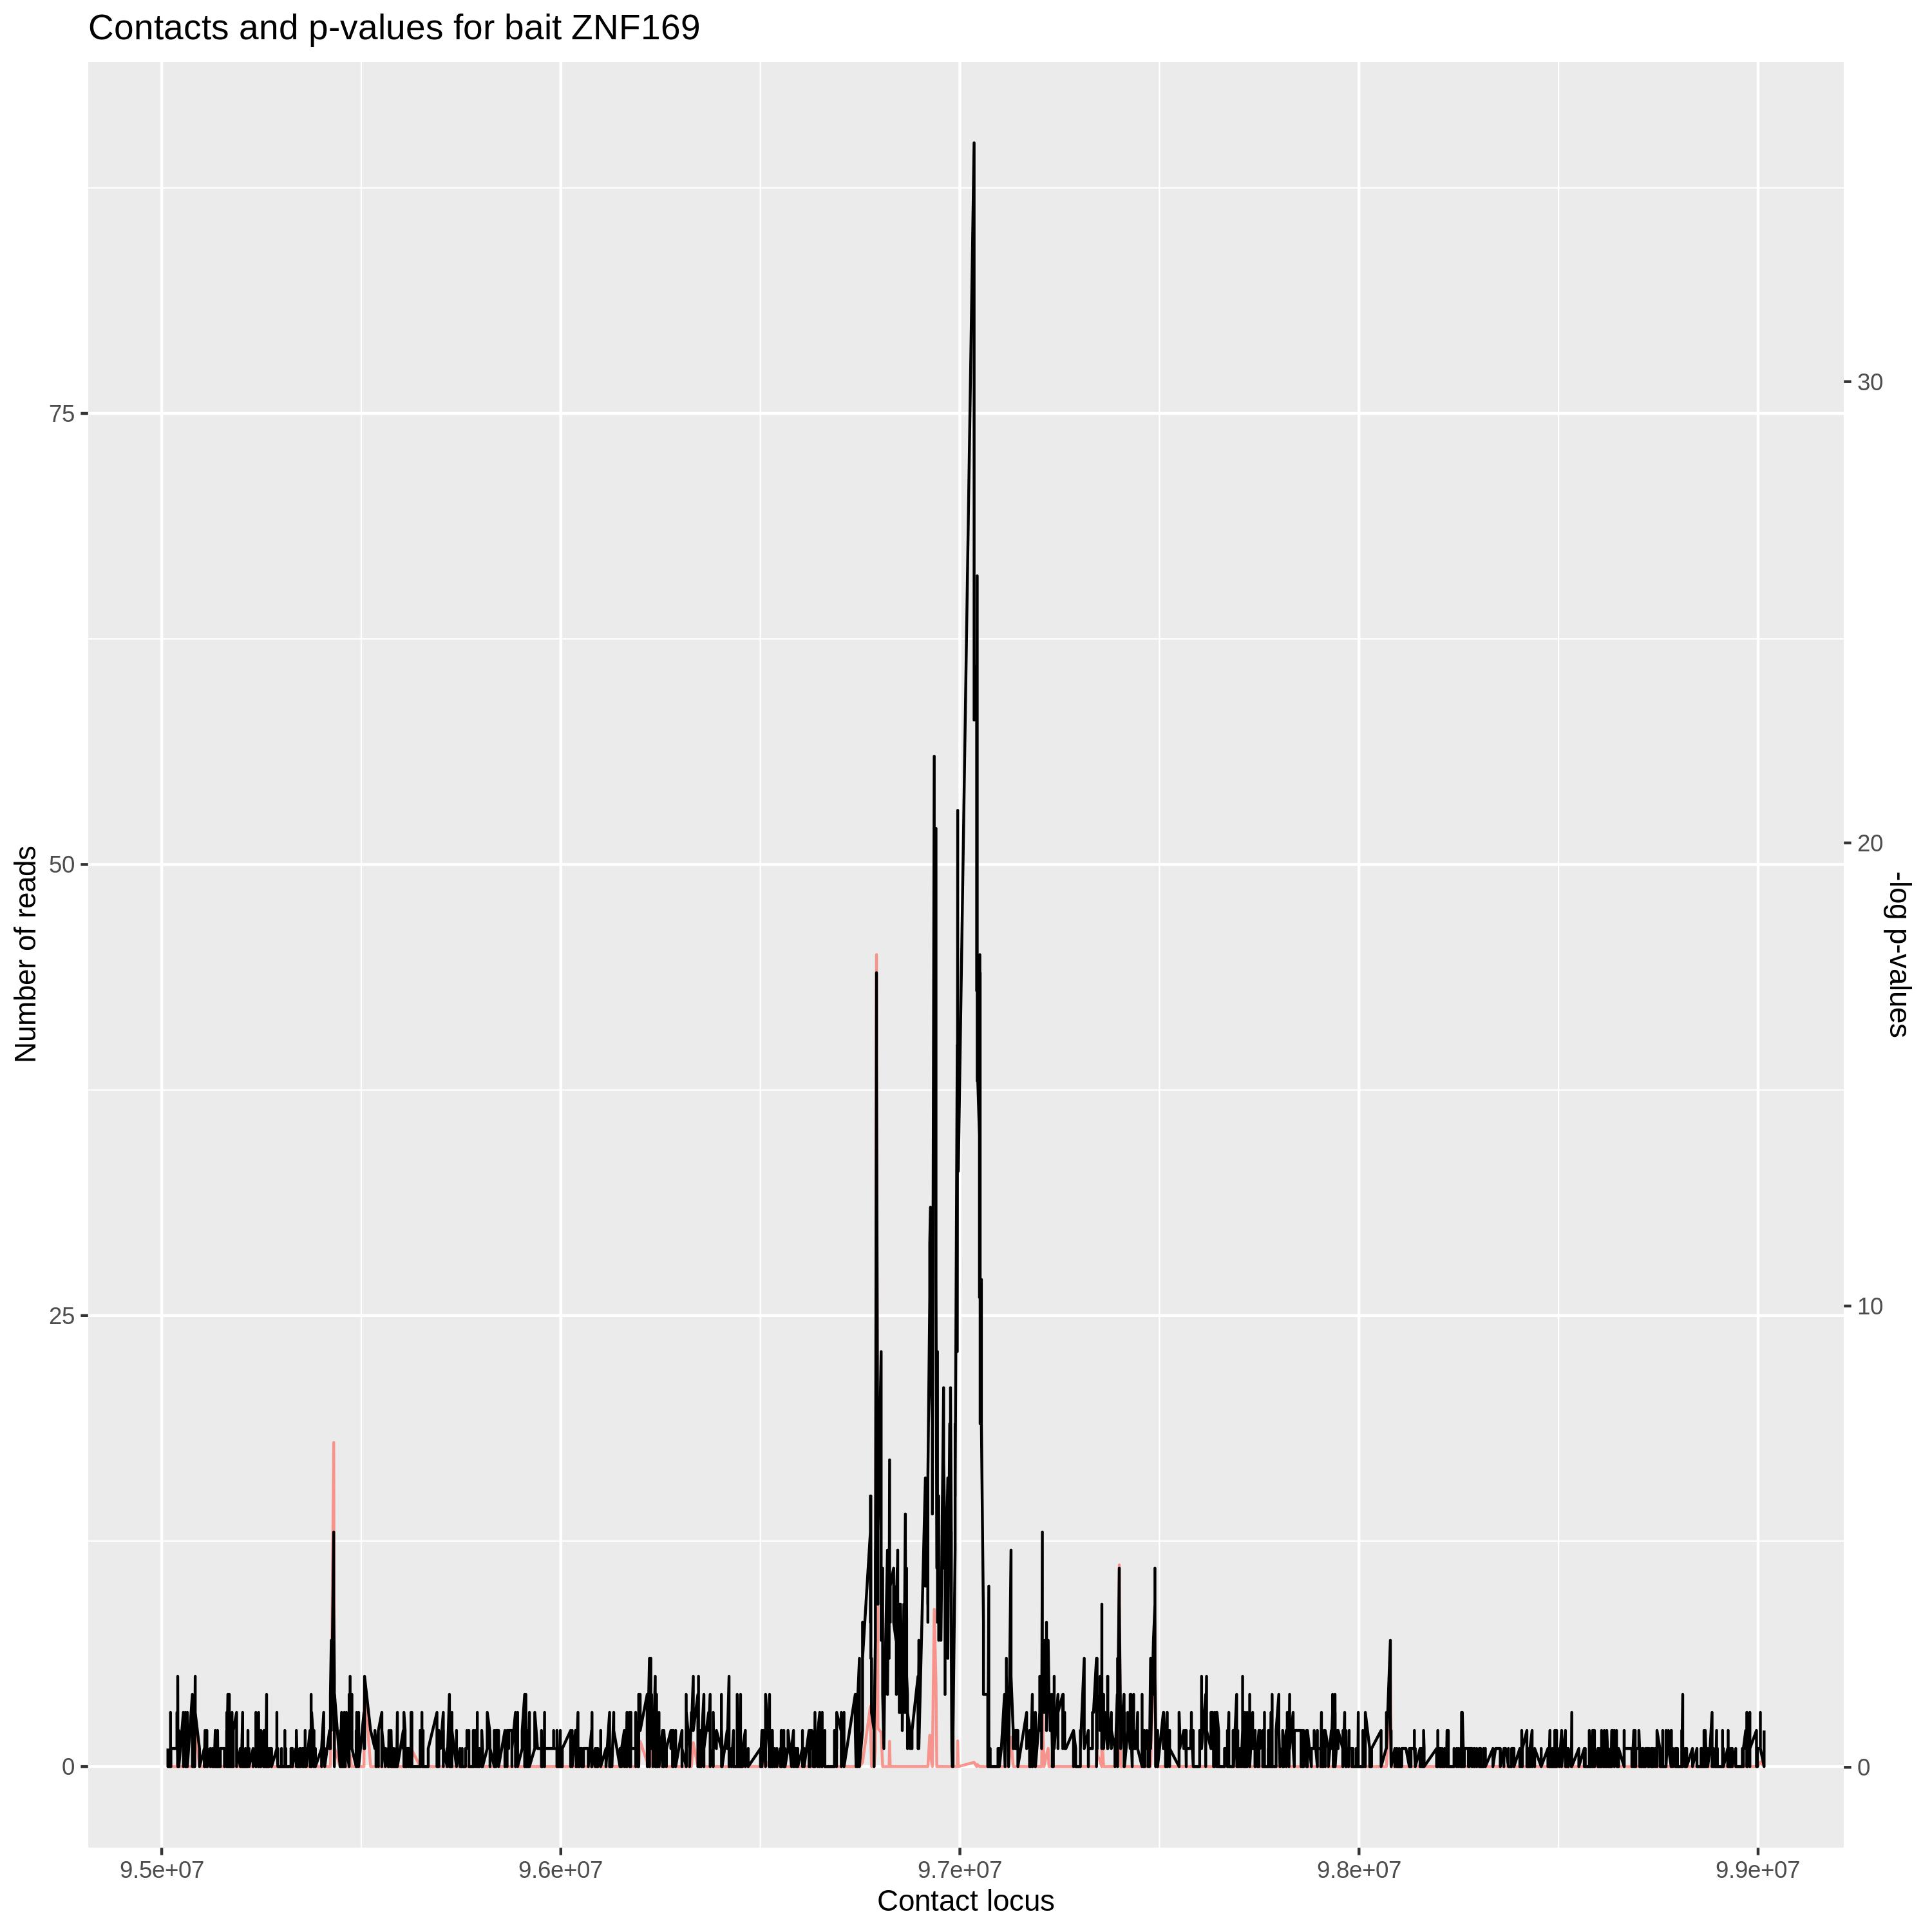 Contacts and p-values for bait ZNF169
Number of reads
75
50
25
0
30
20
10
0
-log p-values
9.5e+07 9.6e+07 9.7e+07 9.8e+07 9.9e+07
Contact locus